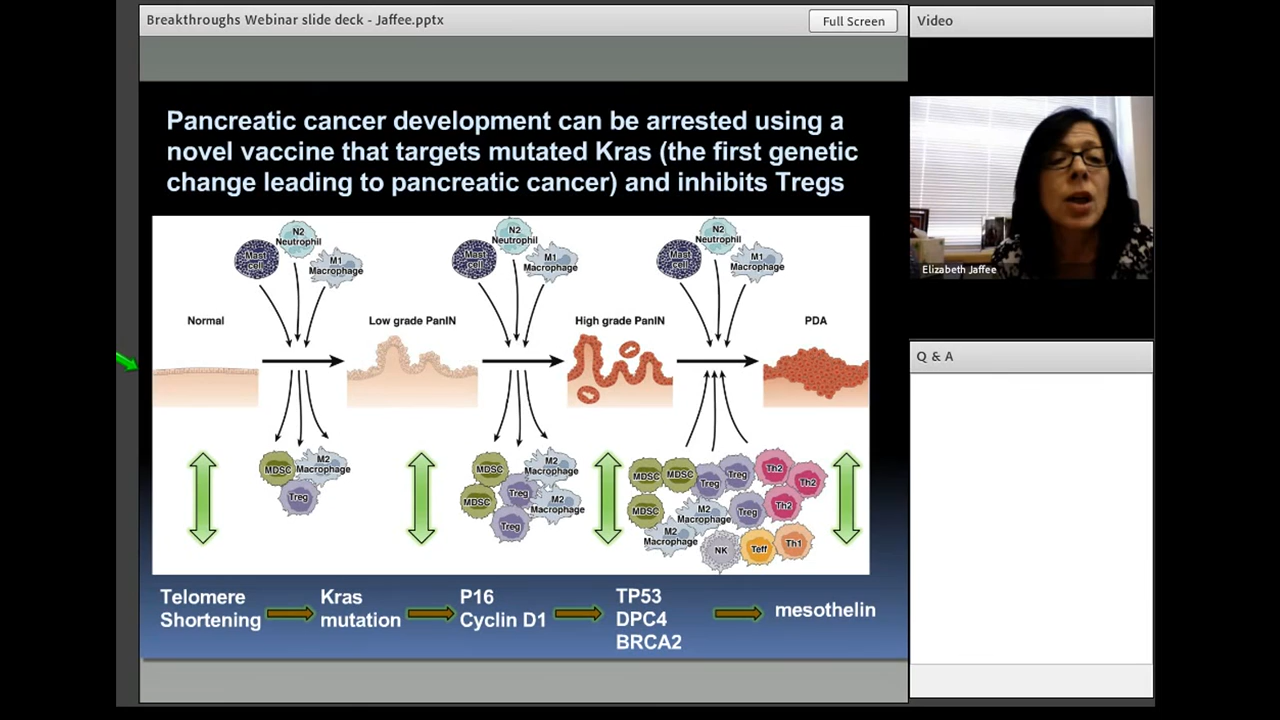 Breakthroughs Webinar slide deck - Jaffee.pptx
Full Screen
Video
Pancreatic cancer development can be arrested using a
novel vaccine that targets mutated Kras (the first genetic
change leading to pancreatic cancer) and inhibits Tregs
Elizabeth Jaffee
Q & A
N2
Neutrophil
Mast
cell
M1
Macrophage
N2
Neutrophil
Mast
cell
M1
Macrophage
N2
Neutrophil
Mast
cell
M1
Macrophage
Normal
Low grade PanIN
High grade PanIN
PDA
MDSC
M2
Macrophage
Treg
MDSC
M2
Macrophage
MDSC
Treg
M2
Macrophage
Treg
MDSC
MDSC
Treg
Treg
Th2
Th2
MDSC
M2
Macrophage
Treg
Th2
M2
Macrophage
NK
Teff
Th1
Telomere
Shortening
Kras
mutation
P16
Cyclin D1
TP53
DPC4
BRCA2
mesothelin